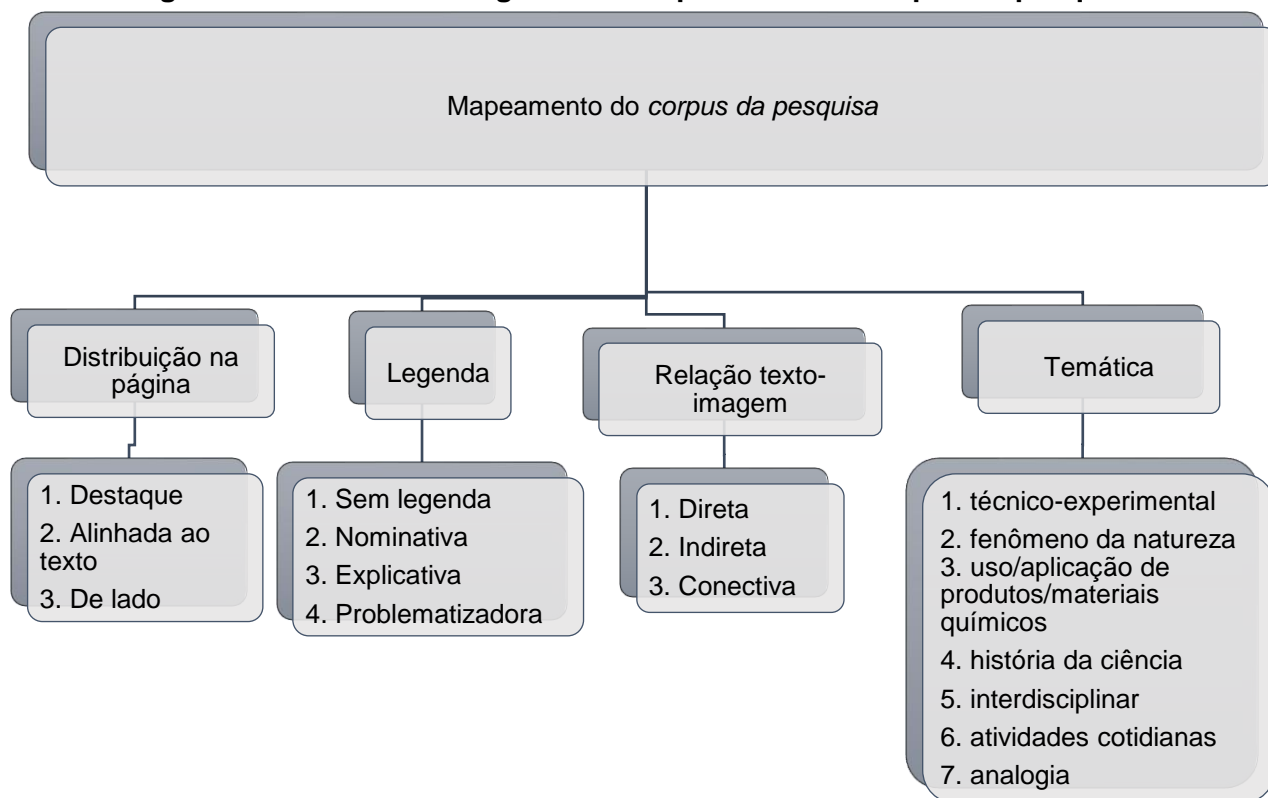 Mapeamento do corpus da pesquisa
Distribuição na
página
Legenda
Relação texto-
imagem
Temática
1. Destaque
2. Alinhada ao
texto
3. De lado
1. Sem legenda
2. Nominativa
3. Explicativa
4. Problematizadora
1. Direta
2. Indireta
3. Conectiva
1. técnico-experimental
2. fenômeno da natureza
3. uso/aplicação de
produtos/materiais
químicos
4. história da ciência
5. interdisciplinar
6. atividades cotidianas
7. analogia